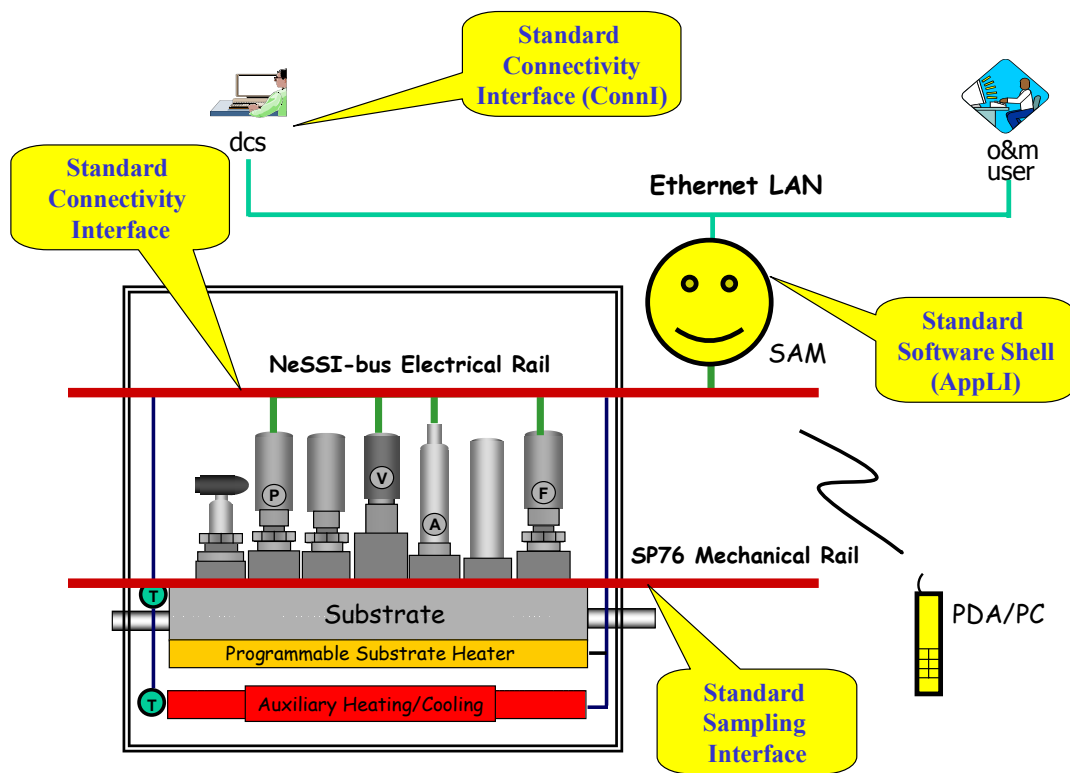 Standard
Connectivity
Interface (ConnI)
dcs
o&m
user
Standard
Connectivity
Interface
Ethernet LAN
SAM
Standard
Software Shell
(AppLI)
NeSSI-bus Electrical Rail
P
V
A
F
SP76 Mechanical Rail
T
Substrate
PDA/PC
Programmable Substrate Heater
T
Auxiliary Heating/Cooling
Standard
Sampling
Interface